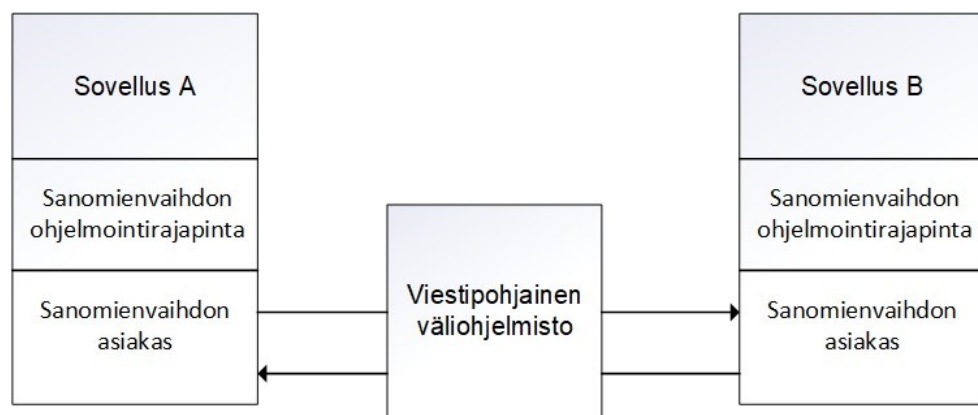 Sovellus A
Sanomienvaihdon
ohjelmointirajapinta
Sanomienvaihdon
asiakas
Viestipohjainen
väliohjelmisto
Sovellus B
Sanomienvaihdon
ohjelmointirajapinta
Sanomienvaihdon
asiakas